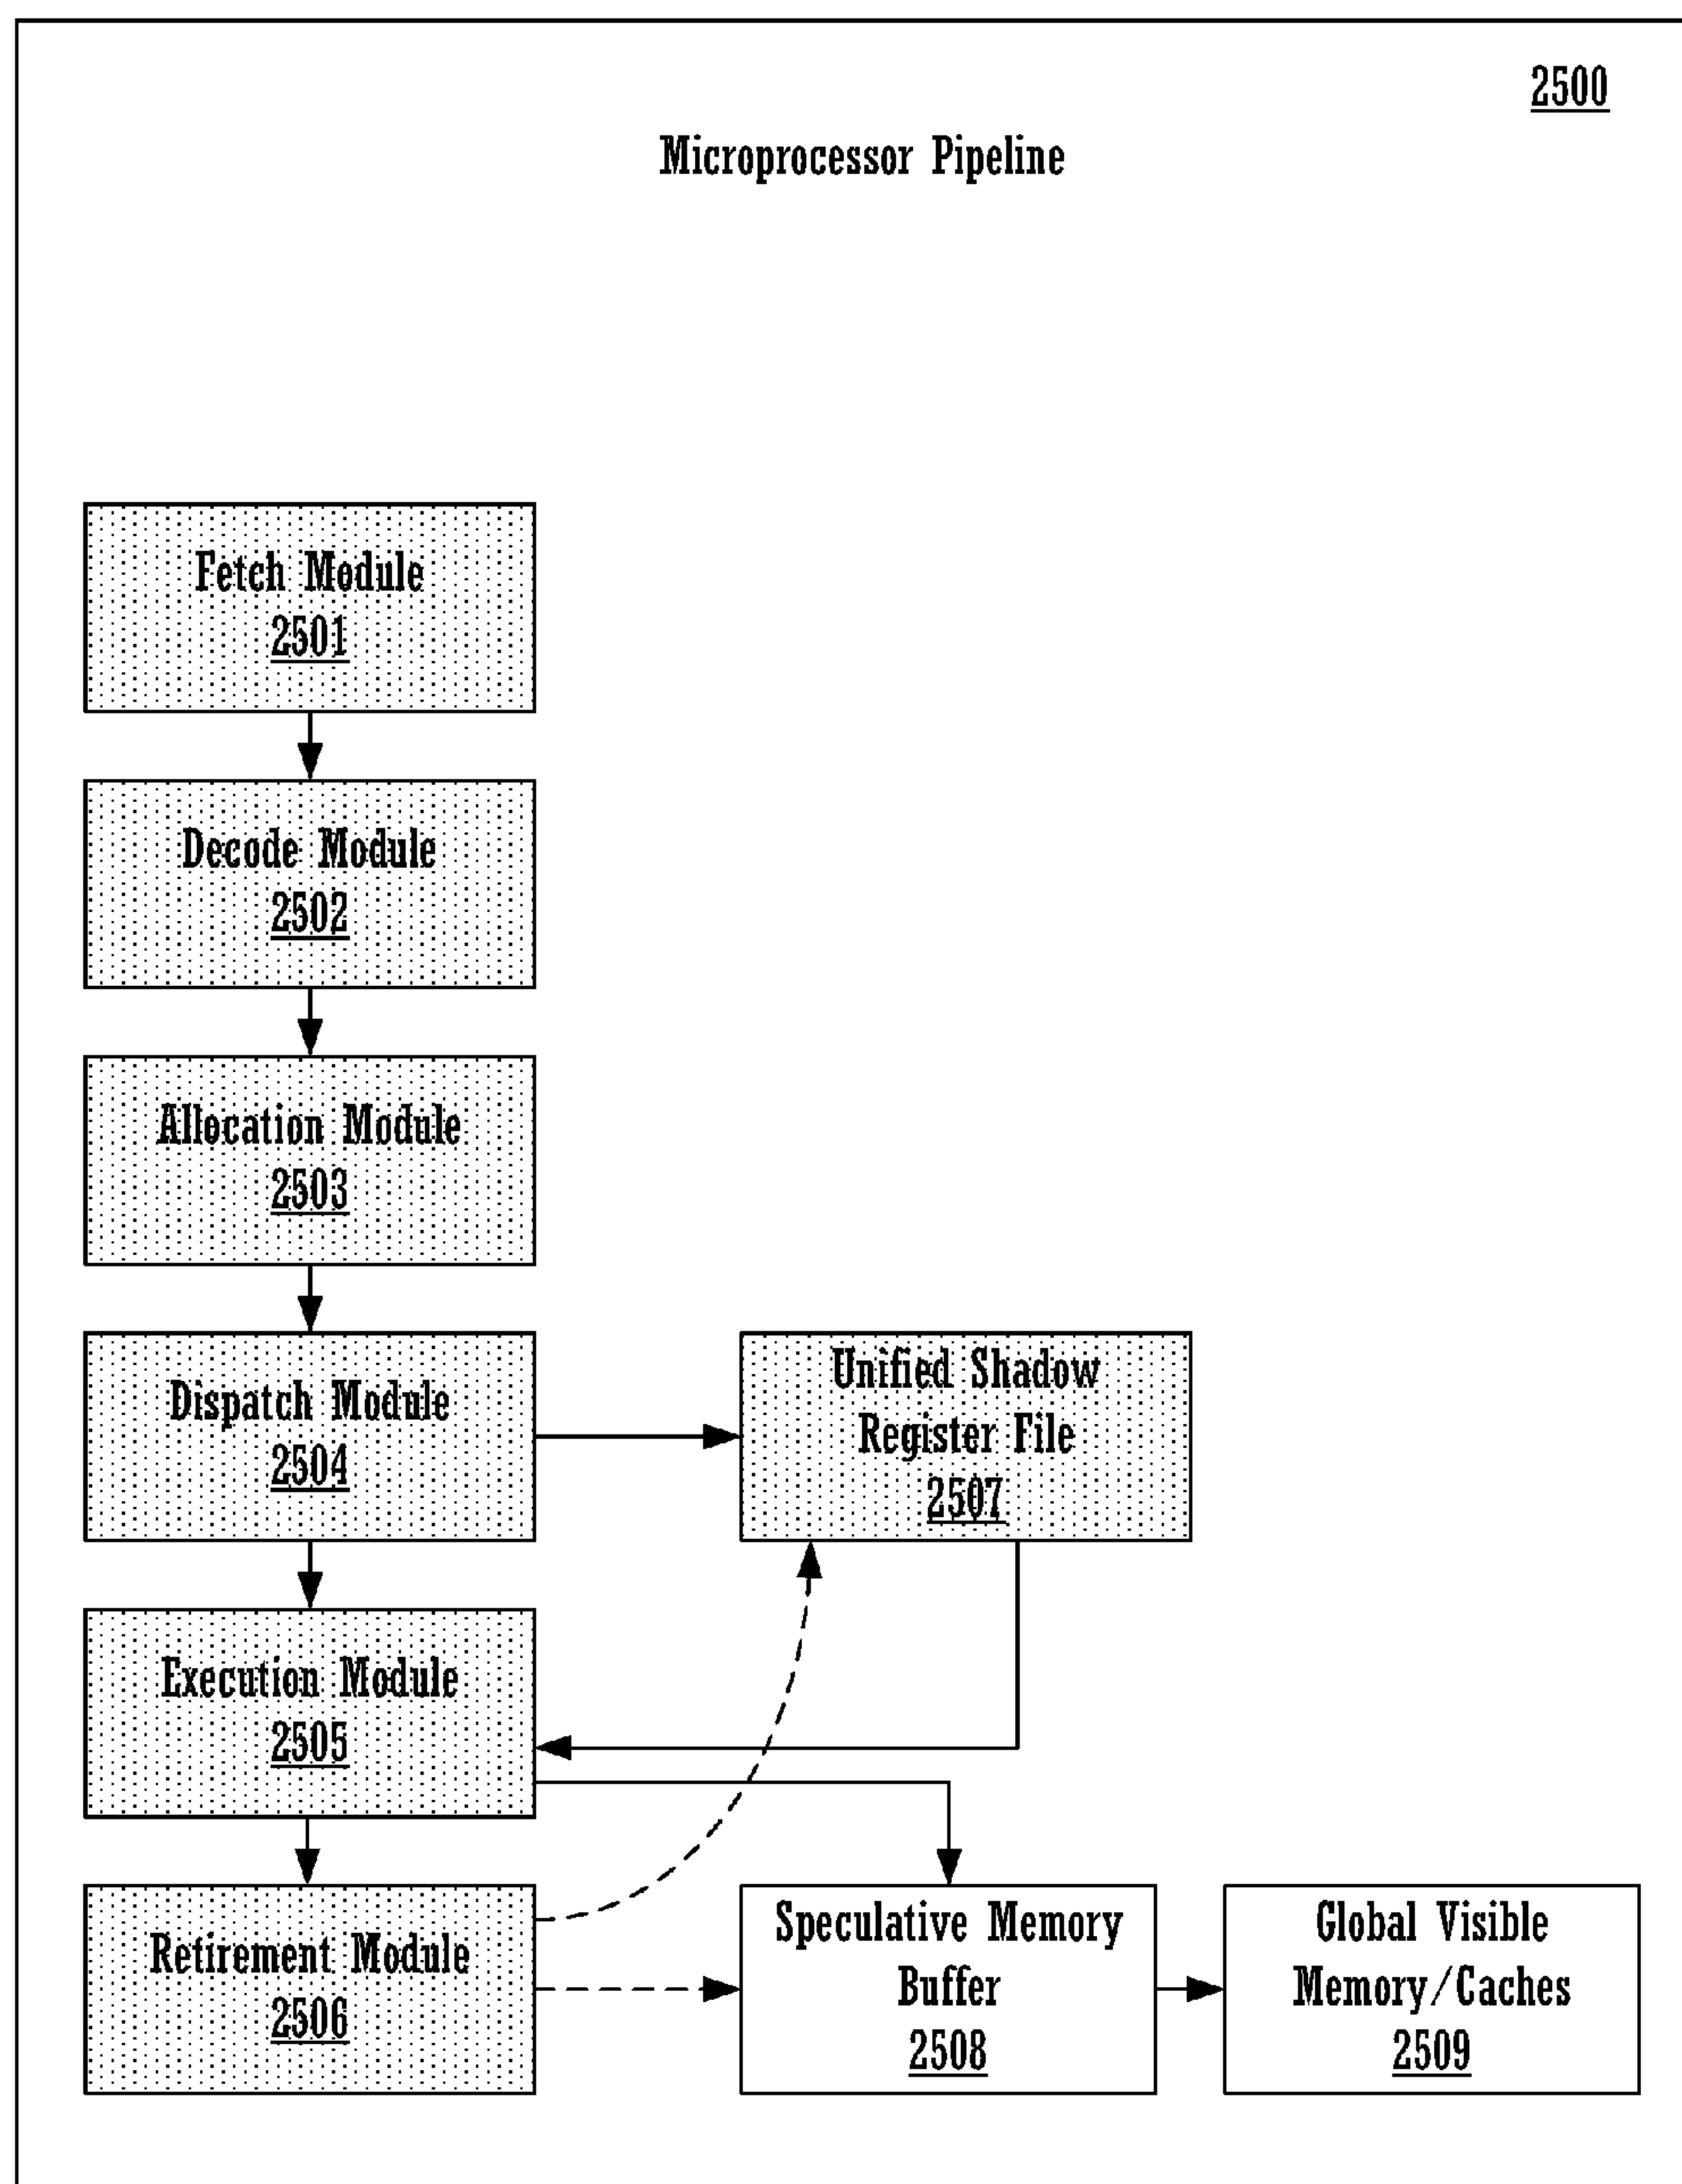 2500
Microprocessor Pipeline
Fetch Module
2501
Decode Module
2502
Allocation Module
2503
Dispatch Module
2504
Unified Shadow
Register File
2507
Execution Module
2505
Retirement Module
2506
Speculative Memory
Buffer
2508
Global Visible
Memory/Caches
2509